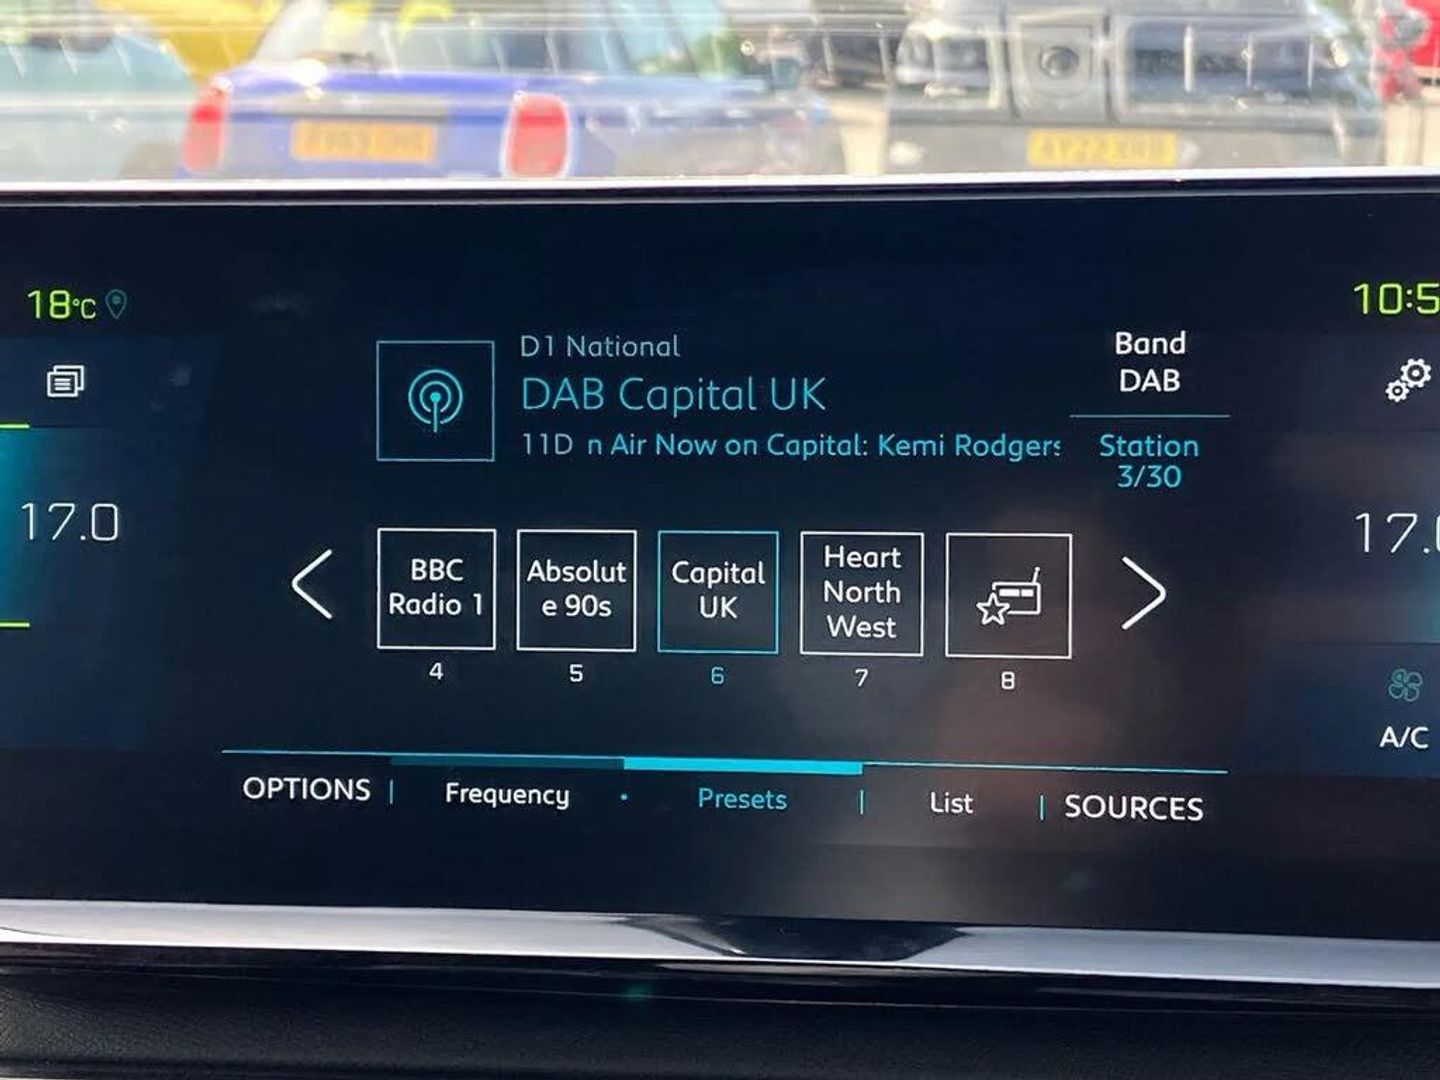 18°C
10:5
D1 National
DAB Capital UK
11D n Air Now on Capital: Kemi Rodgers
Band
DAB
Station
3/30
17.0
17.
BBC
Radio 1
Absolut
e 90s
Capital
UK
Heart
North
West
4
5
6
7
8
A/C
OPTIONS | Frequency • Presets | List | SOURCES